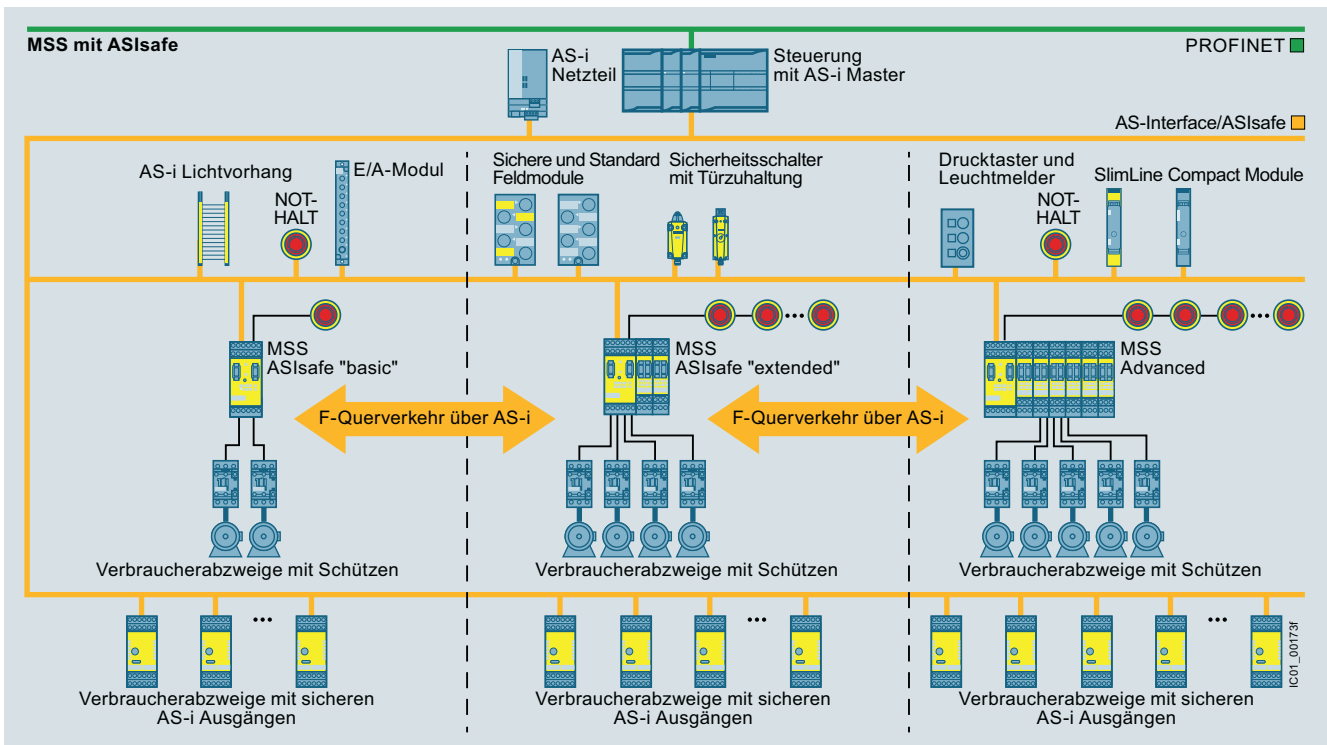 MSS mit ASIsafe
PROFINET
AS-i
Netzteil
Steuerung
mit AS-i Master
AS-Interface/ASIsafe
AS-i Lichtvorhang
NOT-
HALT
E/A-Modul
Sichere und Standard
Feldmodule
Sicherheitsschalter
mit Türzuhaltung
Drucktaster und
Leuchtmelder
NOT-
HALT
SlimLine Compact Module
MSS
ASIsafe "basic"
MSS
ASIsafe "extended"
MSS
Advanced
F-Querverkehr über AS-i
F-Querverkehr über AS-i
Verbraucherabzweige mit Schützen
Verbraucherabzweige mit Schützen
Verbraucherabzweige mit Schützen
...
...
...
Verbraucherabzweige mit sicheren
AS-i Ausgängen
Verbraucherabzweige mit sicheren
AS-i Ausgängen
Verbraucherabzweige mit sicheren
AS-i Ausgängen
IC01_00173f